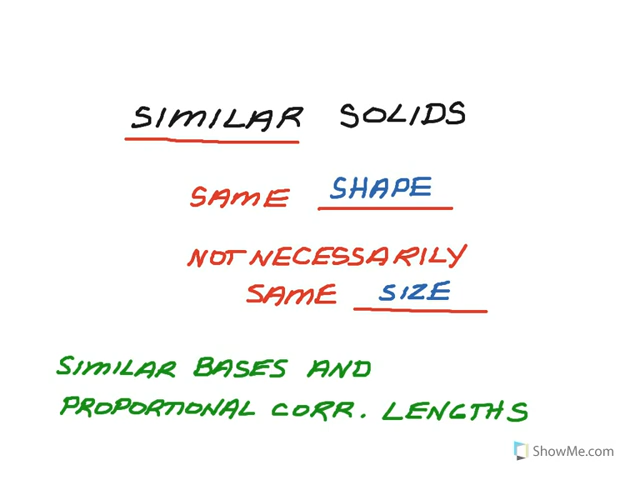 SIMILAR SOLIDS
SAME SHAPE
NOT NECESSARILY
SAME SIZE
SIMILAR BASES AND
PROPORTIONAL CORR. LENGTHS
ShowMe.com